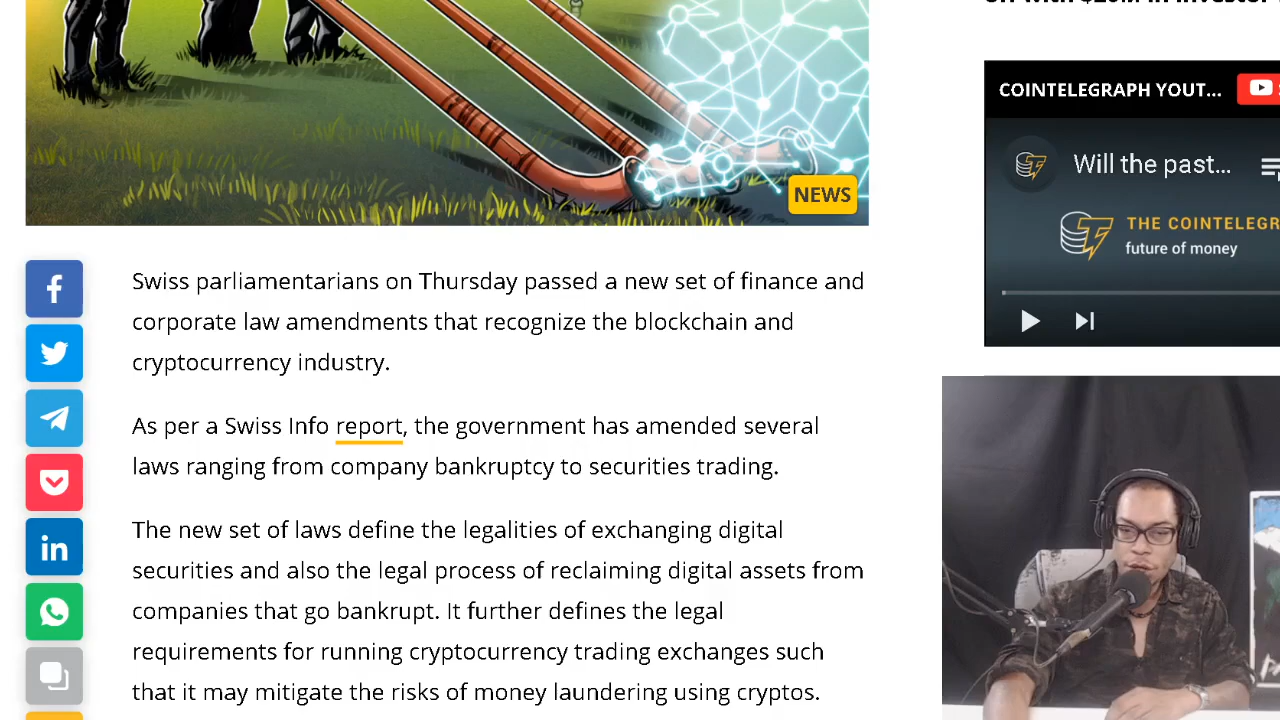 NEWS
Swiss parliamentarians on Thursday passed a new set of finance and
corporate law amendments that recognize the blockchain and
cryptocurrency industry.
As per a Swiss Info report, the government has amended several
laws ranging from company bankruptcy to securities trading.
The new set of laws define the legalities of exchanging digital
securities and also the legal process of reclaiming digital assets from
companies that go bankrupt. It further defines the legal
requirements for running cryptocurrency trading exchanges such
that it may mitigate the risks of money laundering using cryptos.
COINTELEGRAPH YOUT...
Will the past...
THE COINTELEGR
future of money